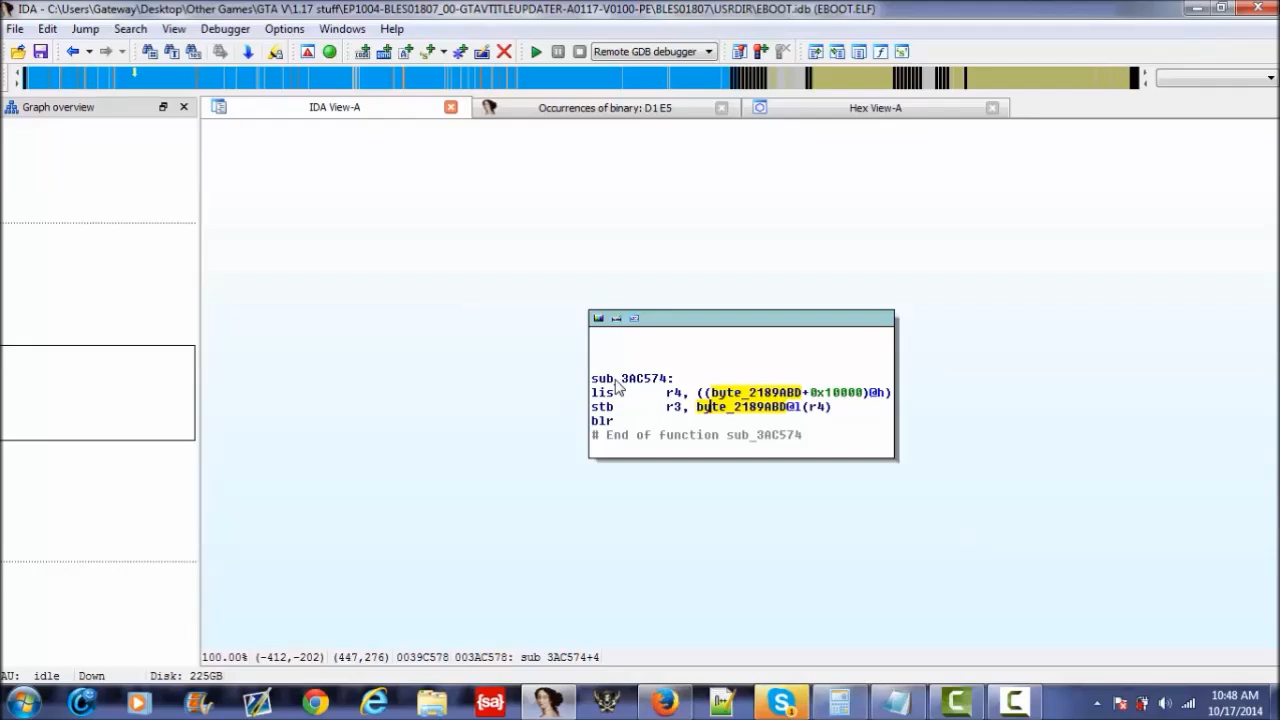 IDA - C:\Users\Gateway\Desktop\Other Games\GTA V\1.17 stuff\EP1004-BLES01807_00-GTAVTITLEUPDATER-A0117-V0100-PE\BLES01807\USRDIR\EBOOT.idb (EBOOT.ELF)
File Edit Jump Search View Debugger Options Windows Help
Remote GDB debugger
Graph overview
IDA View-A
Occurrences of binary: D1 E5
Hex View-A
sub_3AC574:
lis r4, ((byte_2189ABD+0x10000)@h)
stb r3, byte_2189ABD@l(r4)
blr
# End of function sub_3AC574
100.00% (-412,-202) (447,276) 0039C578 003AC578: sub 3AC574+4
AU: idle Down Disk: 225GB
[sa]
10:48 AM
10/17/2014